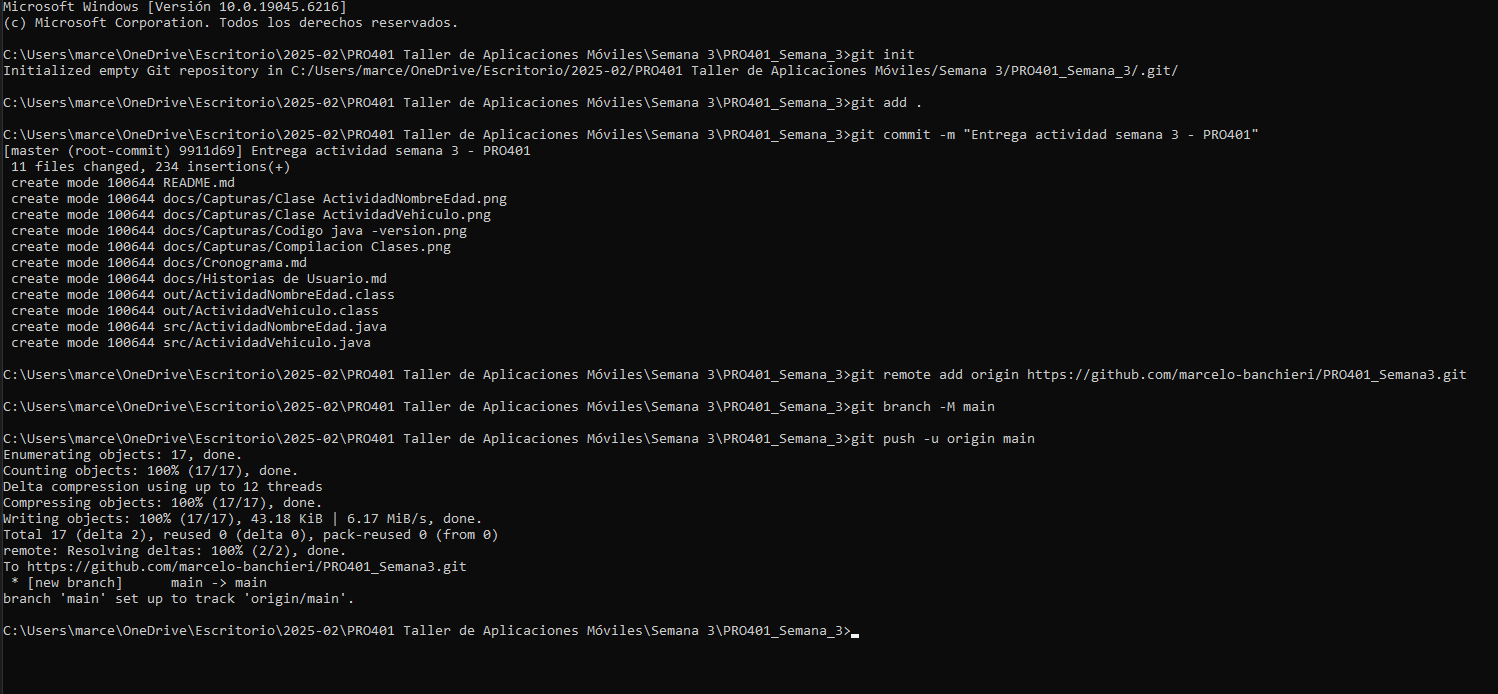 Microsoft Windows [Versión 10.0.19045.6216]
(c) Microsoft Corporation. Todos los derechos reservados.
C:\Users\marce\OneDrive\Escritorio\2025-02\PRO401 Taller de Aplicaciones Móviles\Semana 3\PRO401_Semana_3>git init
Initialized empty Git repository in C:/Users/marce/OneDrive/Escritorio/2025-02/PRO401 Taller de Aplicaciones Móviles/Semana 3/PRO401_Semana_3/.git/
C:\Users\marce\OneDrive\Escritorio\2025-02\PRO401 Taller de Aplicaciones Móviles\Semana 3\PRO401_Semana_3>git add .
C:\Users\marce\OneDrive\Escritorio\2025-02\PRO401 Taller de Aplicaciones Móviles\Semana 3\PRO401_Semana_3>git commit -m "Entrega actividad semana 3 - PRO401"
[master (root-commit) 9911d69] Entrega actividad semana 3 - PRO401
 11 files changed, 234 insertions(+)
 create mode 100644 README.md
 create mode 100644 docs/Capturas/Clase ActividadNombreEdad.png
 create mode 100644 docs/Capturas/Clase ActividadVehiculo.png
 create mode 100644 docs/Capturas/Codigo java -version.png
 create mode 100644 docs/Capturas/Compilacion Clases.png
 create mode 100644 docs/Cronograma.md
 create mode 100644 docs/Historias de Usuario.md
 create mode 100644 out/ActividadNombreEdad.class
 create mode 100644 out/ActividadVehiculo.class
 create mode 100644 src/ActividadNombreEdad.java
 create mode 100644 src/ActividadVehiculo.java
C:\Users\marce\OneDrive\Escritorio\2025-02\PRO401 Taller de Aplicaciones Móviles\Semana 3\PRO401_Semana_3>git remote add origin https://github.com/marcelo-banchieri/PRO401_Semana3.git
C:\Users\marce\OneDrive\Escritorio\2025-02\PRO401 Taller de Aplicaciones Móviles\Semana 3\PRO401_Semana_3>git branch -M main
C:\Users\marce\OneDrive\Escritorio\2025-02\PRO401 Taller de Aplicaciones Móviles\Semana 3\PRO401_Semana_3>git push -u origin main
Enumerating objects: 17, done.
Counting objects: 100% (17/17), done.
Delta compression using up to 12 threads
Compressing objects: 100% (17/17), done.
Writing objects: 100% (17/17), 43.18 KiB | 6.17 MiB/s, done.
Total 17 (delta 2), reused 0 (delta 0), pack-reused 0 (from 0)
remote: Resolving deltas: 100% (2/2), done.
To https://github.com/marcelo-banchieri/PRO401_Semana3.git
 * [new branch]      main -> main
branch 'main' set up to track 'origin/main'.
C:\Users\marce\OneDrive\Escritorio\2025-02\PRO401 Taller de Aplicaciones Móviles\Semana 3\PRO401_Semana_3>